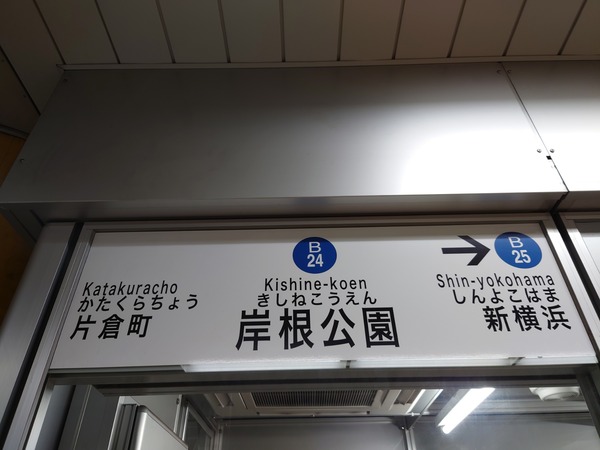 Katakuracho
かたくらちょう
片倉町
B
24
Kishine-koen
きしねこうえん
岸根公園
→
B
25
Shin-yokohama
しんよこはま
新横浜